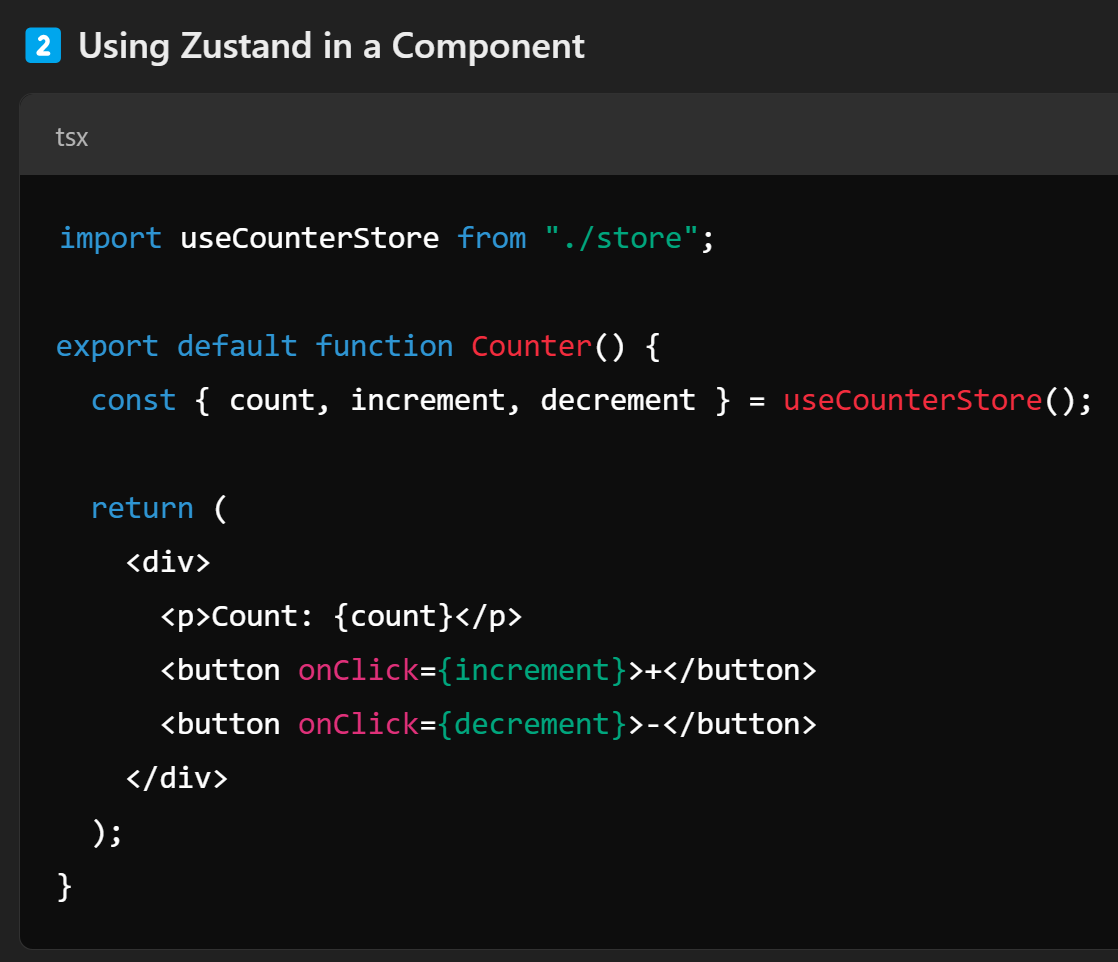 2 Using Zustand in a Component
tsx
import useCounterStore from "./store";
export default function Counter() {
  const { count, increment, decrement } = useCounterStore();
  return (
    <div>
      <p>Count: {count}</p>
      <button onClick={increment}>+</button>
      <button onClick={decrement}>-</button>
    </div>
  );
}